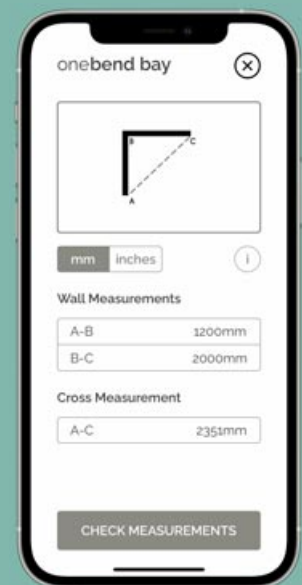 onebend bay
B
C
A
mm inches i
Wall Measurements
A-B 1200mm
B-C 2000mm
Cross Measurement
A-C 2351mm
CHECK MEASUREMENTS